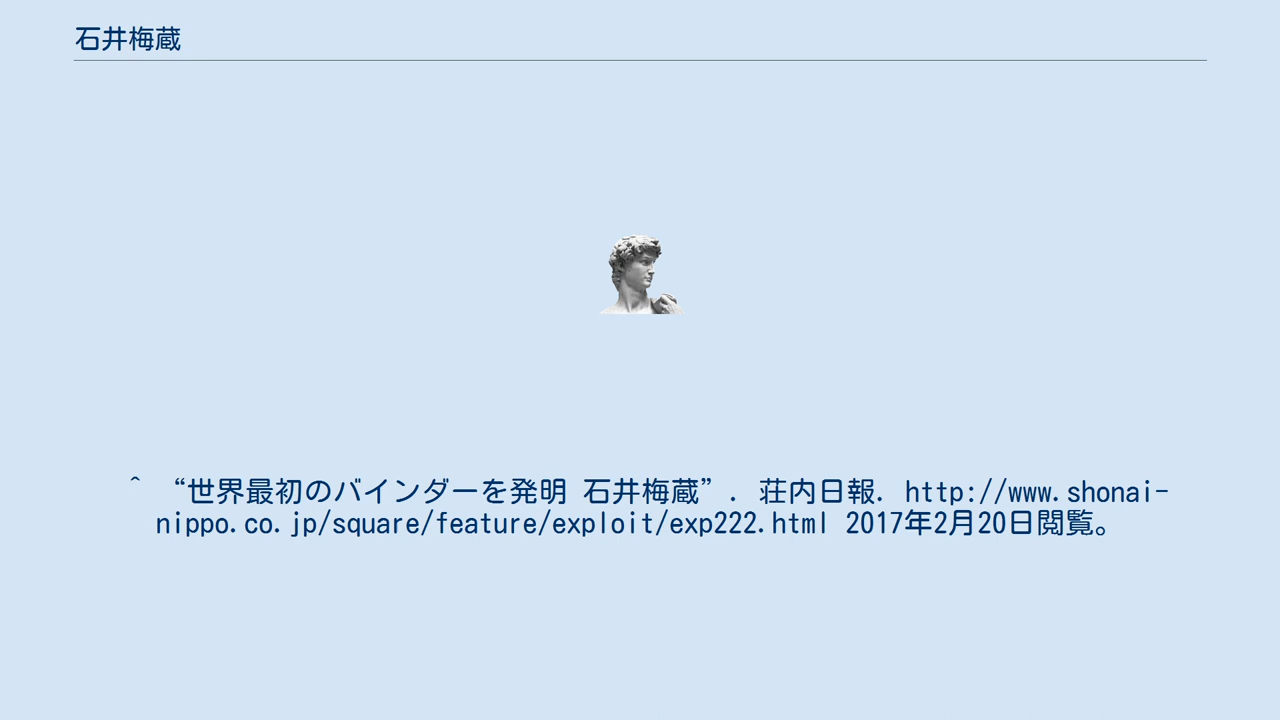 石井梅蔵
^ “世界最初のバインダーを発明 石井梅蔵”. 荘内日報. http://www.shonai-
nippo.co.jp/square/feature/exploit/exp222.html 2017年2月20日閲覧。